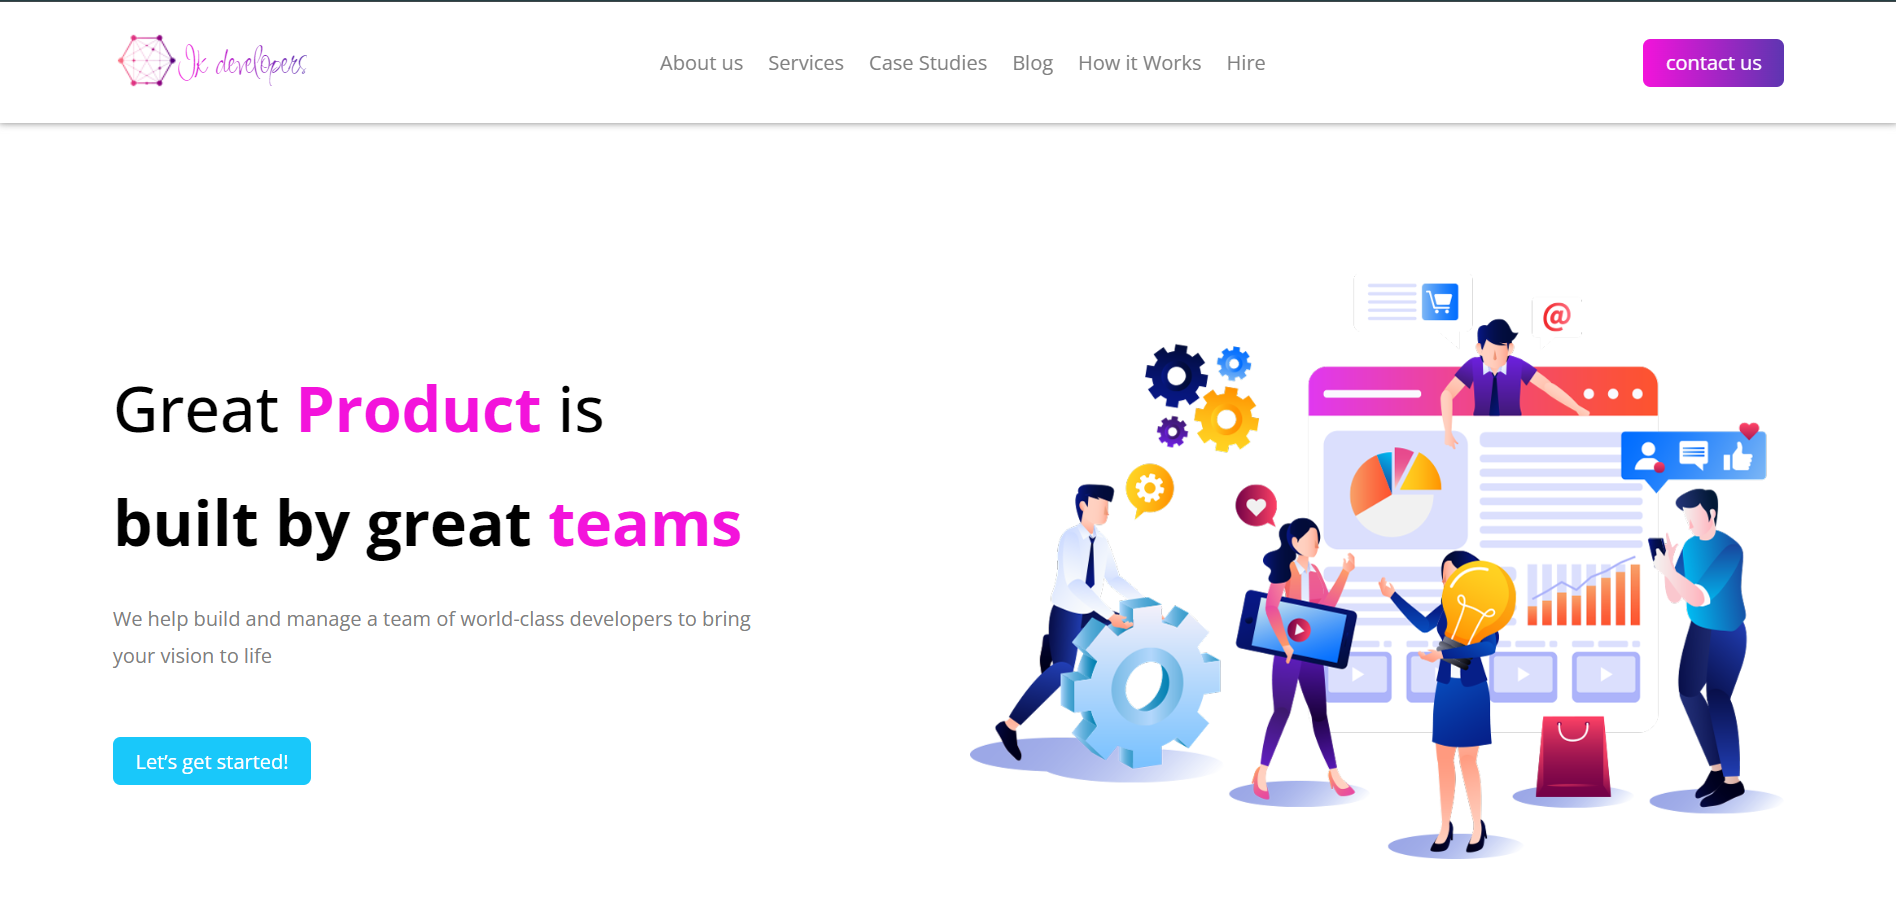 Jk developers
About us Services Case Studies Blog How it Works Hire
contact us
@
Great Product is
built by great teams
We help build and manage a team of world-class developers to bring
your vision to life
Let’s get started!